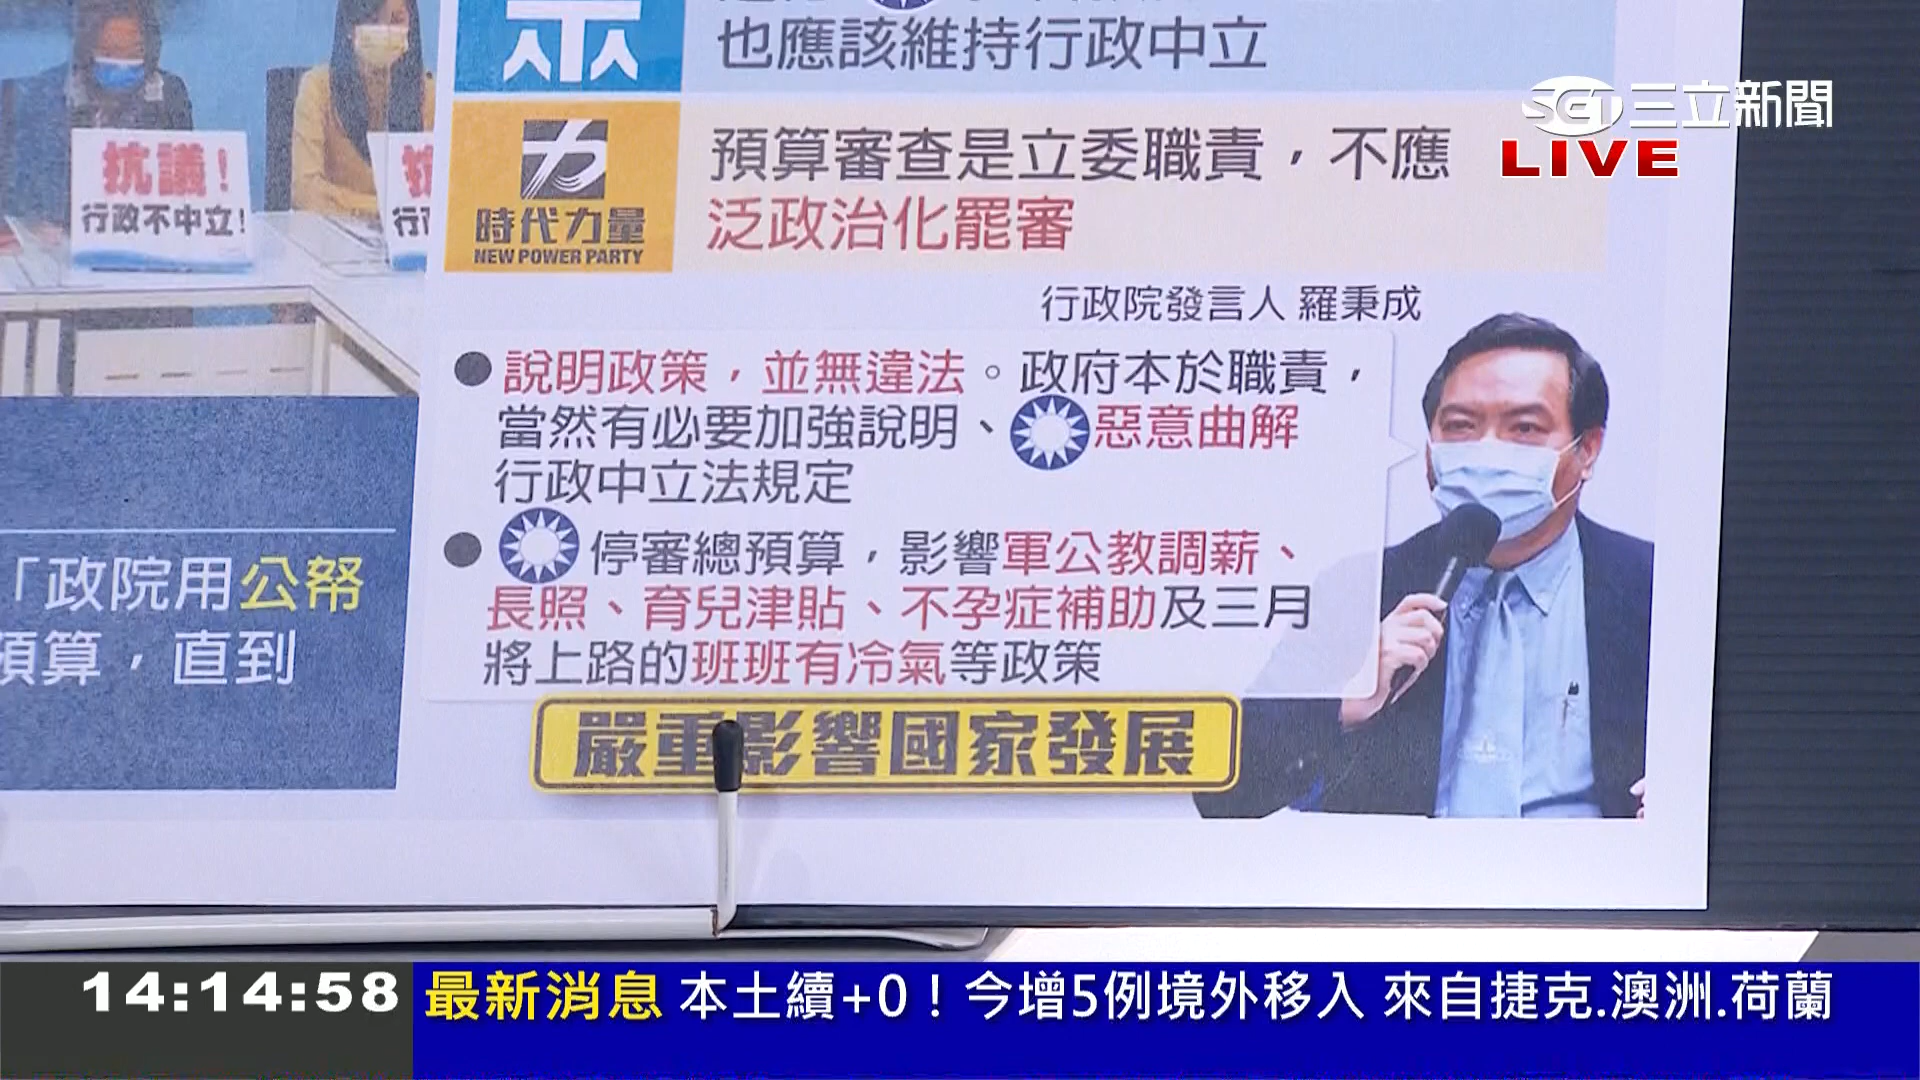 也應該維持行政中立
SET三立新聞
LIVE
抗議！
行政不中立！
時代力量
NEW POWER PARTY
預算審查是立委職責，不應
泛政治化罷審
行政院發言人 羅秉成
說明政策，並無違法。政府本於職責，
當然有必要加強說明、惡意曲解
行政中立法規定
停審總預算，影響軍公教調薪、
長照、育兒津貼、不孕症補助及三月
將上路的班班有冷氣等政策
嚴重影響國家發展
「政院用公帑
預算，直到
14:14:58
最新消息 本土續+0！今增5例境外移入 來自捷克.澳洲.荷蘭